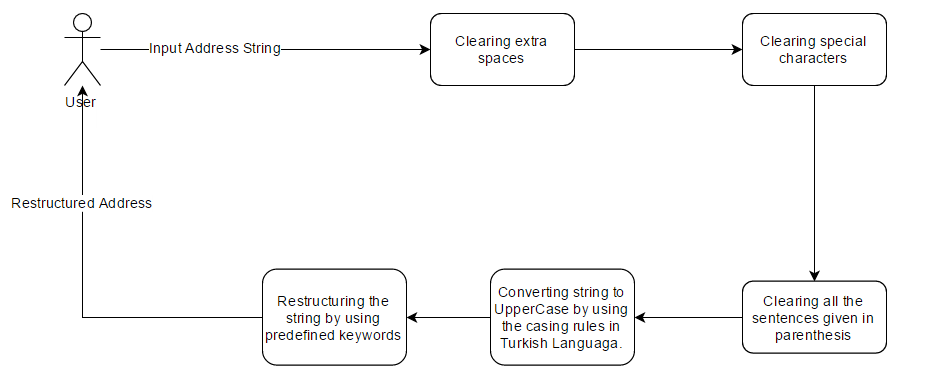 Input Address String
Clearing extra
spaces
Clearing special
characters
User
Restructured Address
Clearing all the
sentences given in
parenthesis
Converting string to
UpperCase by using
the casing rules in
Turkish Languaga.
Restructuring the
string by using
predefined keywords